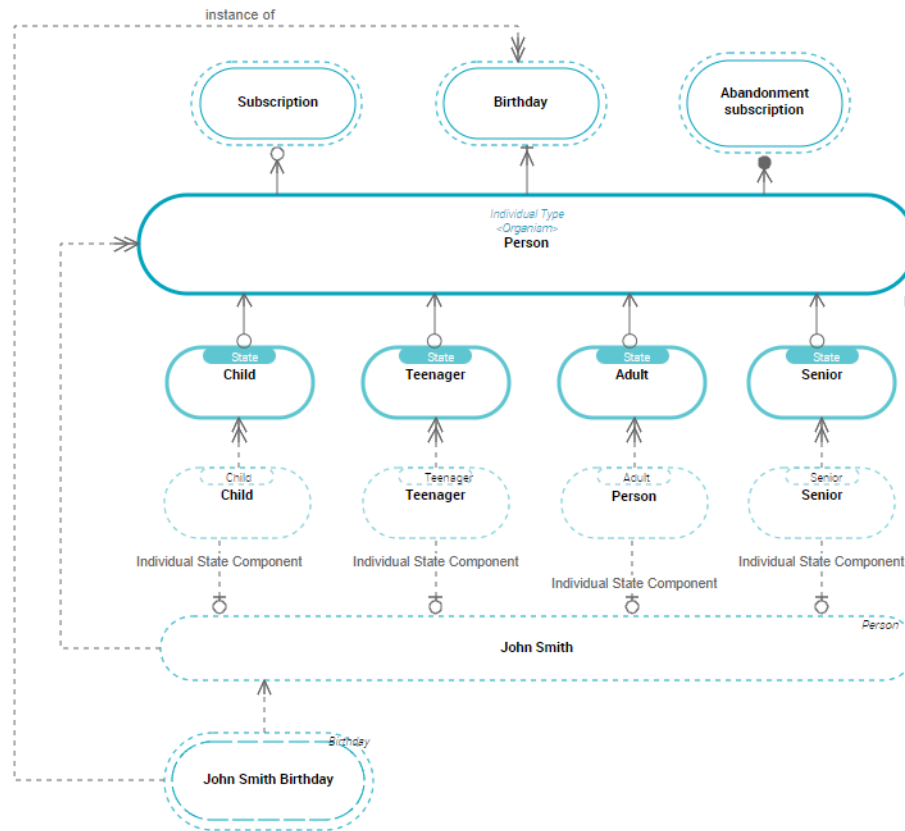 instance of
Subscription
Birthday
Abandonment
subscription
Individual Type
<Organism>
Person
State
Child
State
Teenager
State
Adult
State
Senior
Child
Child
Teenager
Teenager
Adult
Person
Senior
Senior
Individual State Component
Individual State Component
Individual State Component
Individual State Component
Person
John Smith
Birthday
John Smith Birthday